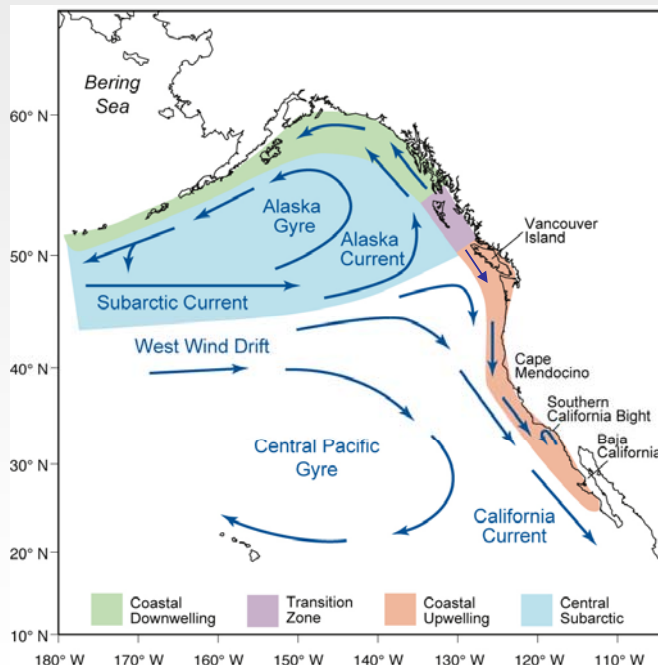 Bering
Sea
60° N
50° N
40° N
30° N
20° N
10° N
Alaska
Gyre
Alaska
Current
Subarctic Current
West Wind Drift
Central Pacific
Gyre
California
Current
Vancouver
Island
Cape
Mendocino
Southern
California Bight
Baja
California
Coastal
Downwelling
Transition
Zone
Coastal
Upwelling
Central
Subarctic
180° W
170° W
160° W
150° W
140° W
130° W
120° W
110° W